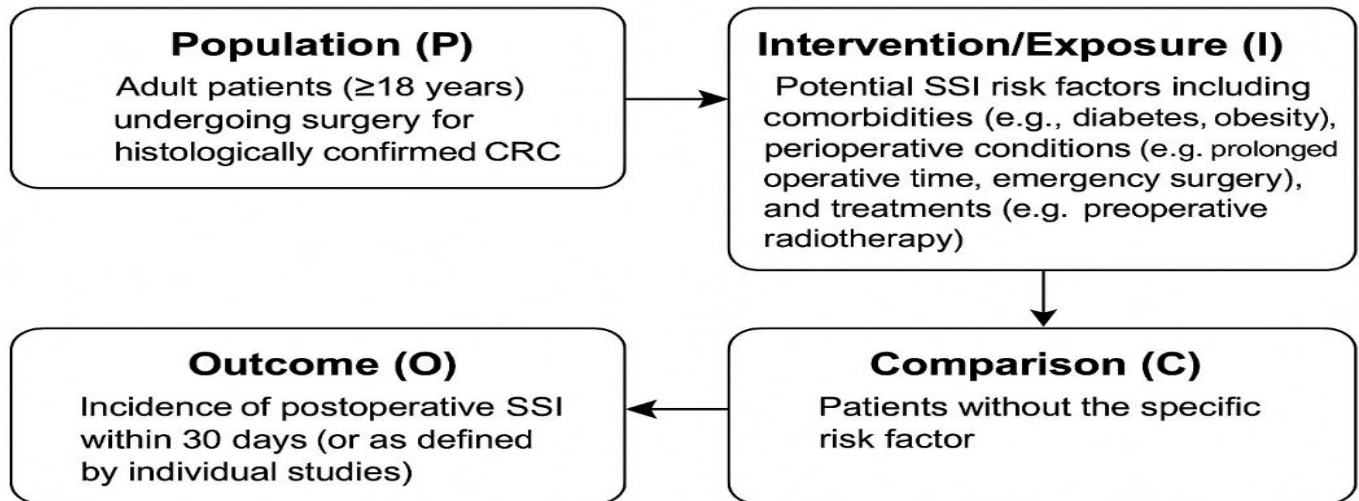 Population (P)
Adult patients (≥18 years)
undergoing surgery for
histologically confirmed CRC
Intervention/Exposure (I)
Potential SSI risk factors including
comorbidities (e.g., diabetes, obesity),
perioperative conditions (e.g. prolonged
operative time, emergency surgery),
and treatments (e.g. preoperative
radiotherapy)
Comparison (C)
Patients without the specific
risk factor
Outcome (O)
Incidence of postoperative SSI
within 30 days (or as defined
by individual studies)